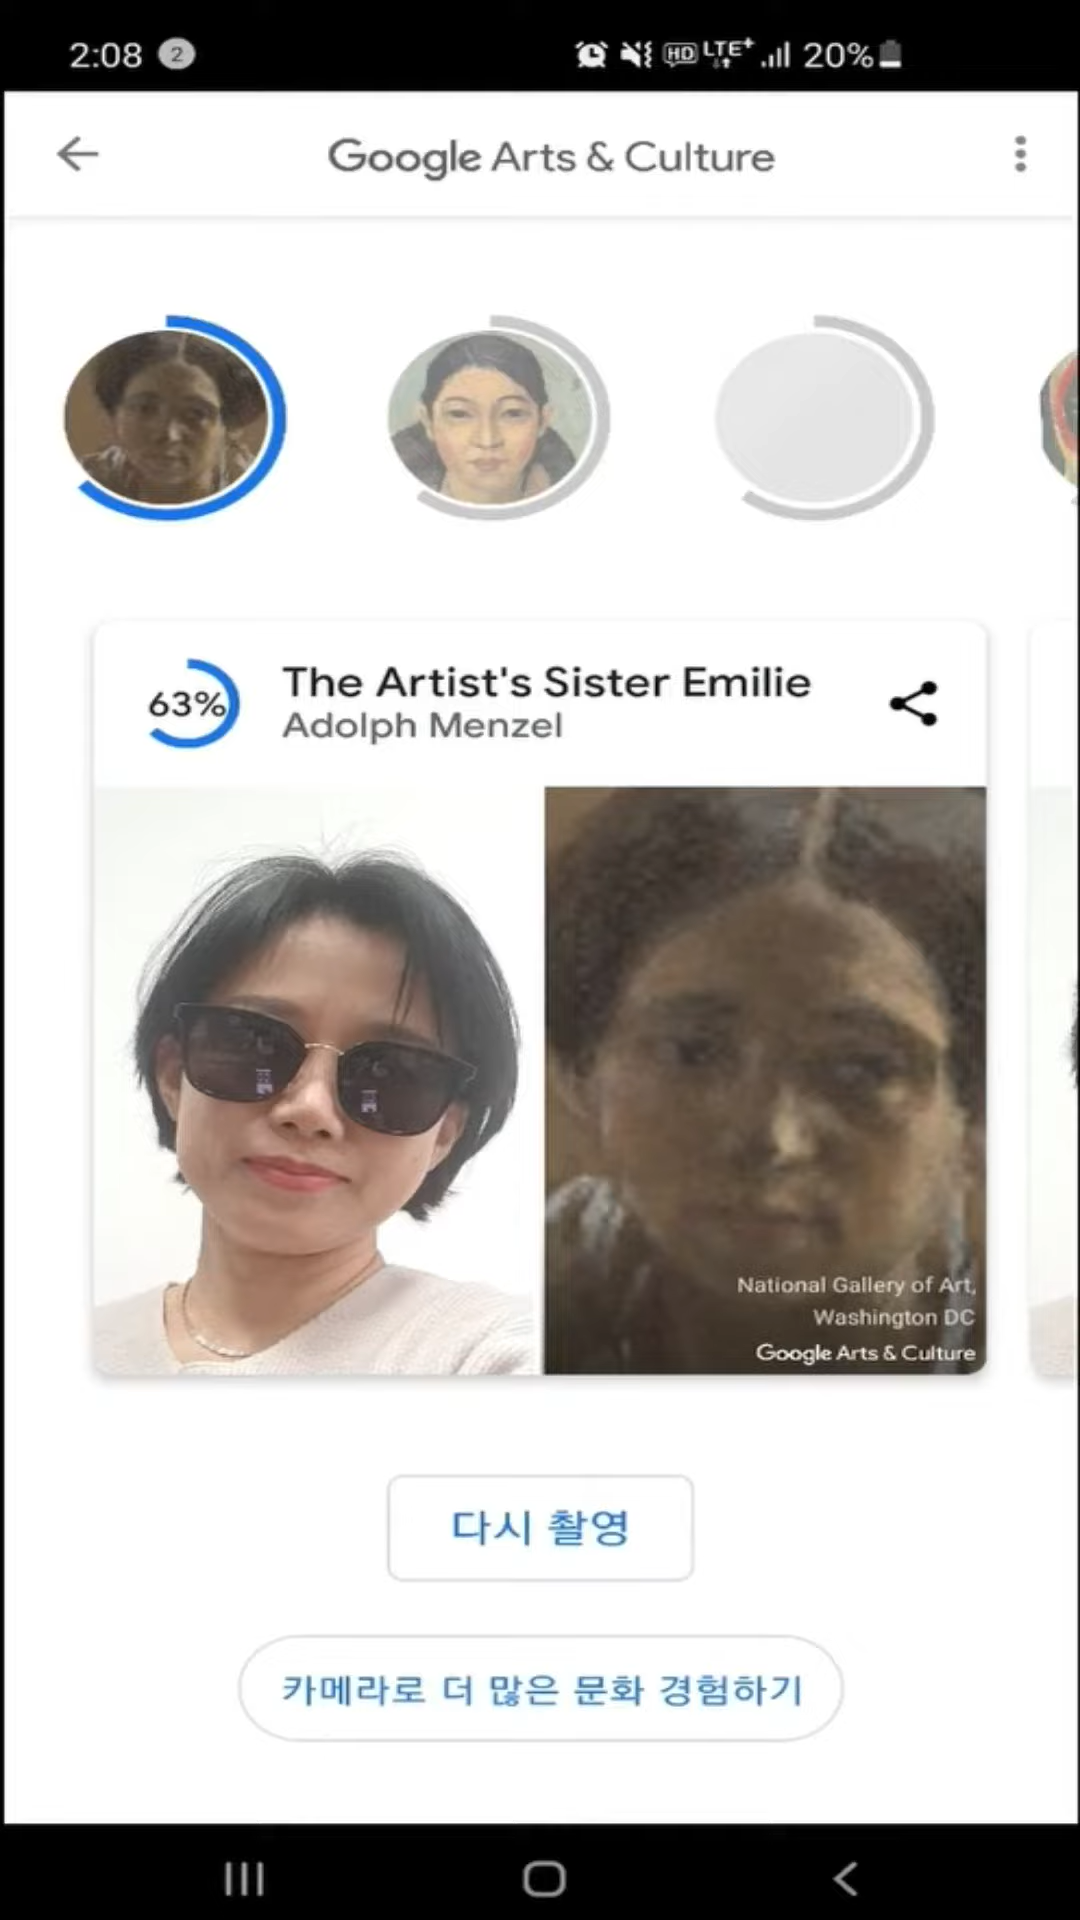 2:08 2 HD LTE+ 20%
Google Arts & Culture
63% The Artist's Sister Emilie
Adolph Menzel
National Gallery of Art,
Washington DC
Google Arts & Culture
다시 촬영
카메라로 더 많은 문화 경험하기